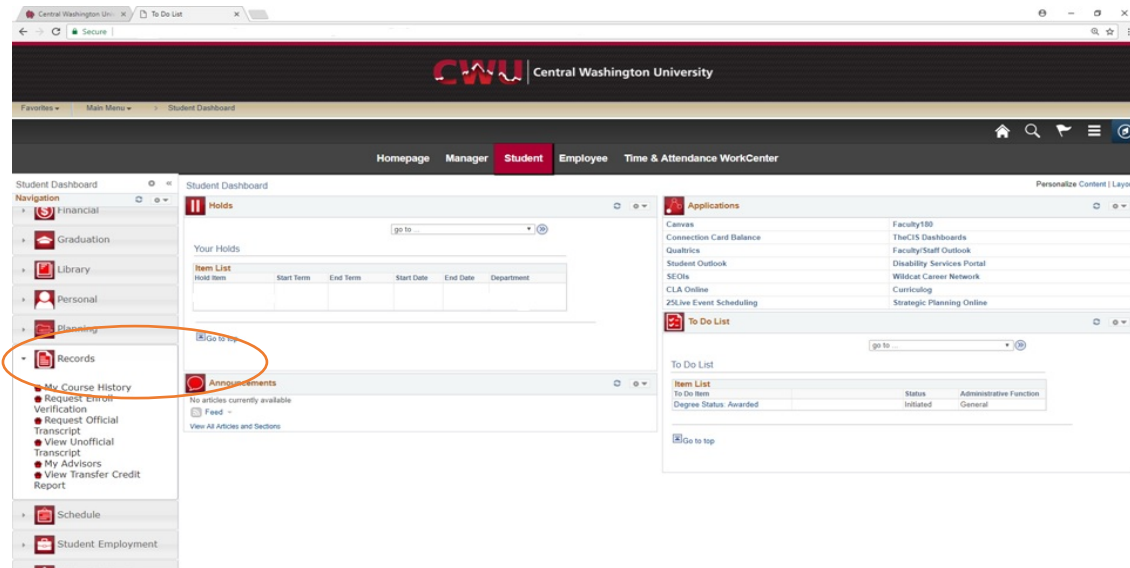 Central Washington Uni
To Do List
Secure
CWU Central Washington University
Favorites
Main Menu
Student Dashboard
Homepage Manager Student Employee Time & Attendance WorkCenter
Student Dashboard
Navigation
Financial
Graduation
Library
Personal
Planning
Records
My Course History
Request Enroll
Verification
Request Official
Transcript
View Unofficial
Transcript
My Advisors
View Transfer Credit
Report
Schedule
Student Employment
Student Dashboard
Personalize Content | Layou
Holds
go to ...
Your Holds
Item List
Hold Item Start Term End Term Start Date End Date Department
Go to top
Announcements
No articles currently available
Feed
View All Articles and Sections
Applications
Canvas Faculty180
Connection Card Balance TheCIS Dashboards
Qualtrics Faculty/Staff Outlook
Student Outlook Disability Services Portal
SEOIs Wildcat Career Network
CLA Online Curriculog
25Live Event Scheduling Strategic Planning Online
To Do List
go to ...
To Do List
Item List
To Do Item Status Administrative Function
Degree Status: Awarded Initiated General
Go to top